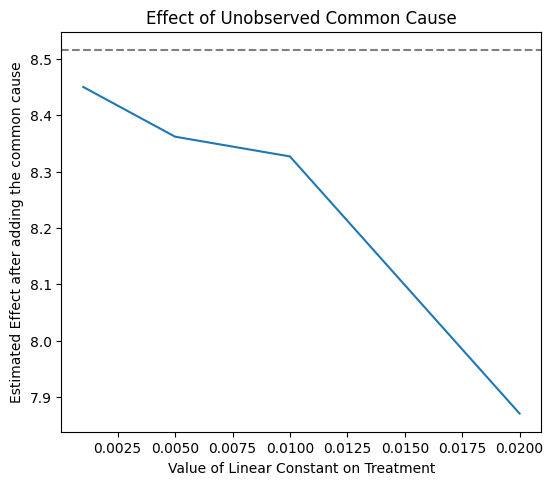 Effect of Unobserved Common Cause
Estimated Effect after adding the common cause
8.5
8.4
8.3
8.2
8.1
8.0
7.9
0.0025 0.0050 0.0075 0.0100 0.0125 0.0150 0.0175 0.0200
Value of Linear Constant on Treatment